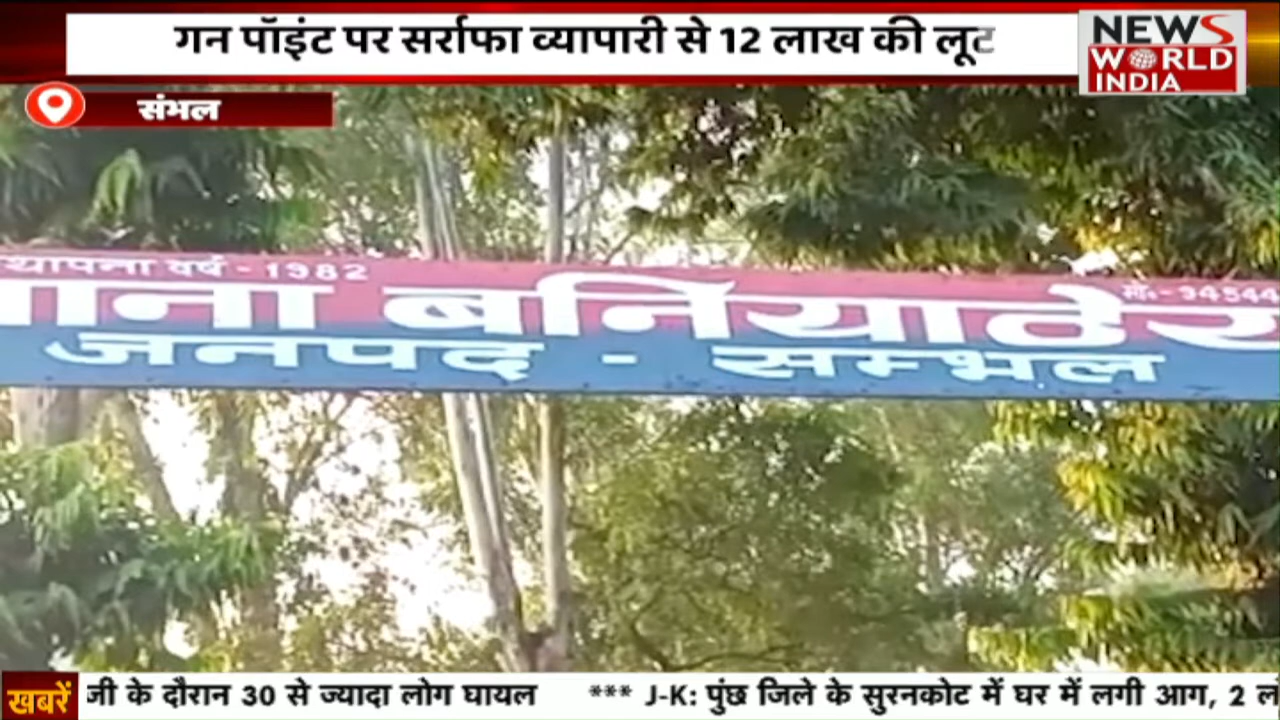 गन पॉइंट पर सर्राफा व्यापारी से 12 लाख की लूट
NEWS
WORLD
INDIA
संभल
वर्ष - 1982
बनियाठेर
जनपद - सम्भल
खबरें जी के दौरान 30 से ज्यादा लोग घायल *** J-K: पुंछ जिले के सुरनकोट में घर में लगी आग, 2